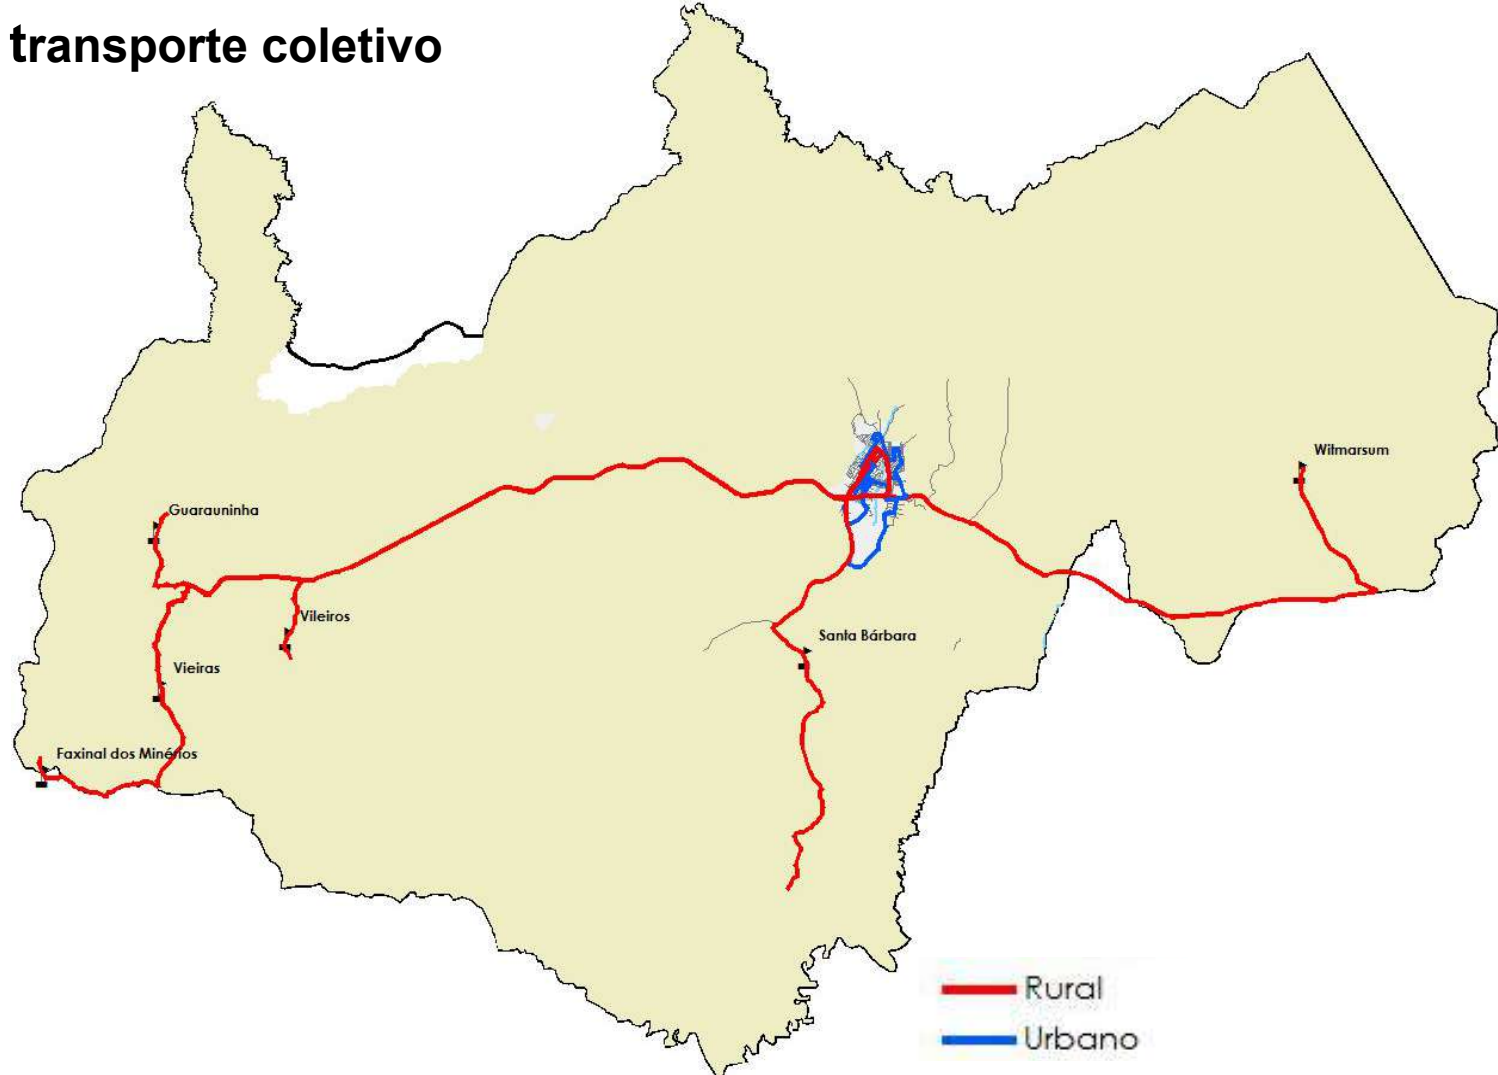 transporte coletivo
Witmarsum
Guarauninha
Vileiros
Santa Bárbara
Vieiras
Faxinal dos Minérios
Rural
Urbano